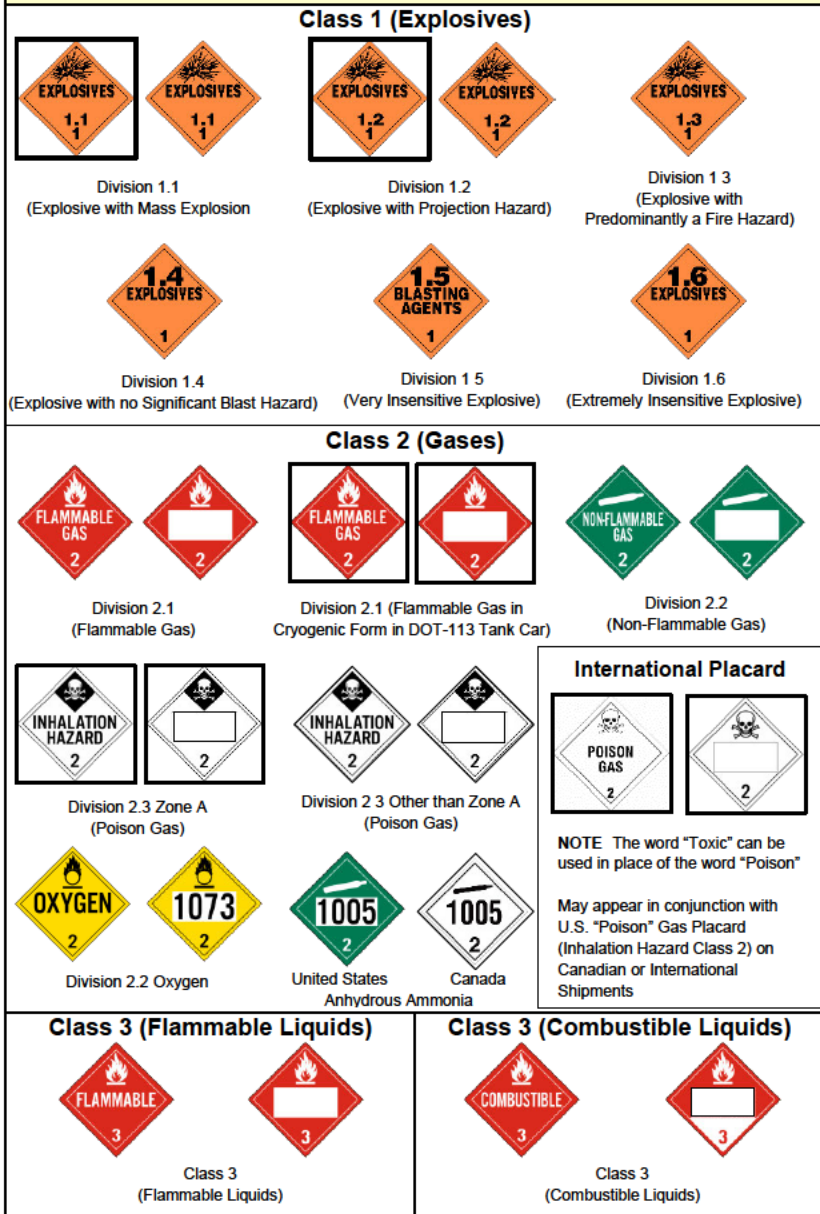 Class 1 (Explosives)
EXPLOSIVES
1.1
1
EXPLOSIVES
1.1
1
EXPLOSIVES
1.2
1
EXPLOSIVES
1.2
1
EXPLOSIVES
1.3
1
Division 1.1
(Explosive with Mass Explosion
Division 1.2
(Explosive with Projection Hazard)
Division 1 3
(Explosive with
Predominantly a Fire Hazard)
1.4
EXPLOSIVES
1
1.5
BLASTING
AGENTS
1
1.6
EXPLOSIVES
1
Division 1.4
(Explosive with no Significant Blast Hazard)
Division 1 5
(Very Insensitive Explosive)
Division 1.6
(Extremely Insensitive Explosive)
Class 2 (Gases)
FLAMMABLE
GAS
2
2
FLAMMABLE
GAS
2
2
NON-FLAMMABLE
GAS
2
2
Division 2.1
(Flammable Gas)
Division 2.1 (Flammable Gas in
Cryogenic Form in DOT-113 Tank Car)
Division 2.2
(Non-Flammable Gas)
INHALATION
HAZARD
2
2
INHALATION
HAZARD
2
2
Division 2.3 Zone A
(Poison Gas)
Division 2 3 Other than Zone A
(Poison Gas)
International Placard
POISON
GAS
2
2
NOTE The word “Toxic” can be
used in place of the word “Poison”
May appear in conjunction with
U.S. “Poison” Gas Placard
(Inhalation Hazard Class 2) on
Canadian or International
Shipments
OXYGEN
2
1073
2
1005
2
1005
2
Division 2.2 Oxygen
United States
Canada
Anhydrous Ammonia
Class 3 (Flammable Liquids)
FLAMMABLE
3
3
Class 3
(Flammable Liquids)
Class 3 (Combustible Liquids)
COMBUSTIBLE
3
3
Class 3
(Combustible Liquids)